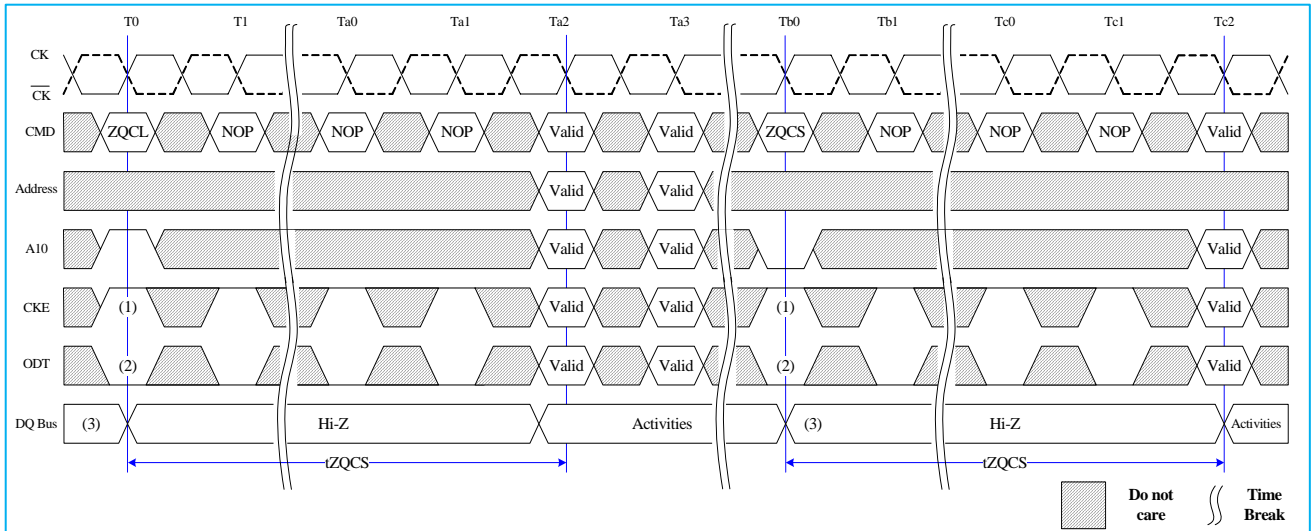 T0 T1 Ta0 Ta1 Ta2 Ta3 Tb0 Tb1 Tc0 Tc1 Tc2
CK
CK
CMD ZQCL NOP NOP NOP Valid Valid ZQCS NOP NOP NOP Valid
Address Valid Valid
A10 Valid Valid Valid
CKE (1) Valid Valid (1) Valid
ODT (2) Valid Valid (2) Valid
DQ Bus (3) Hi-Z Activities (3) Hi-Z Activities
tZQCS tZQCS
Do not care
Time Break